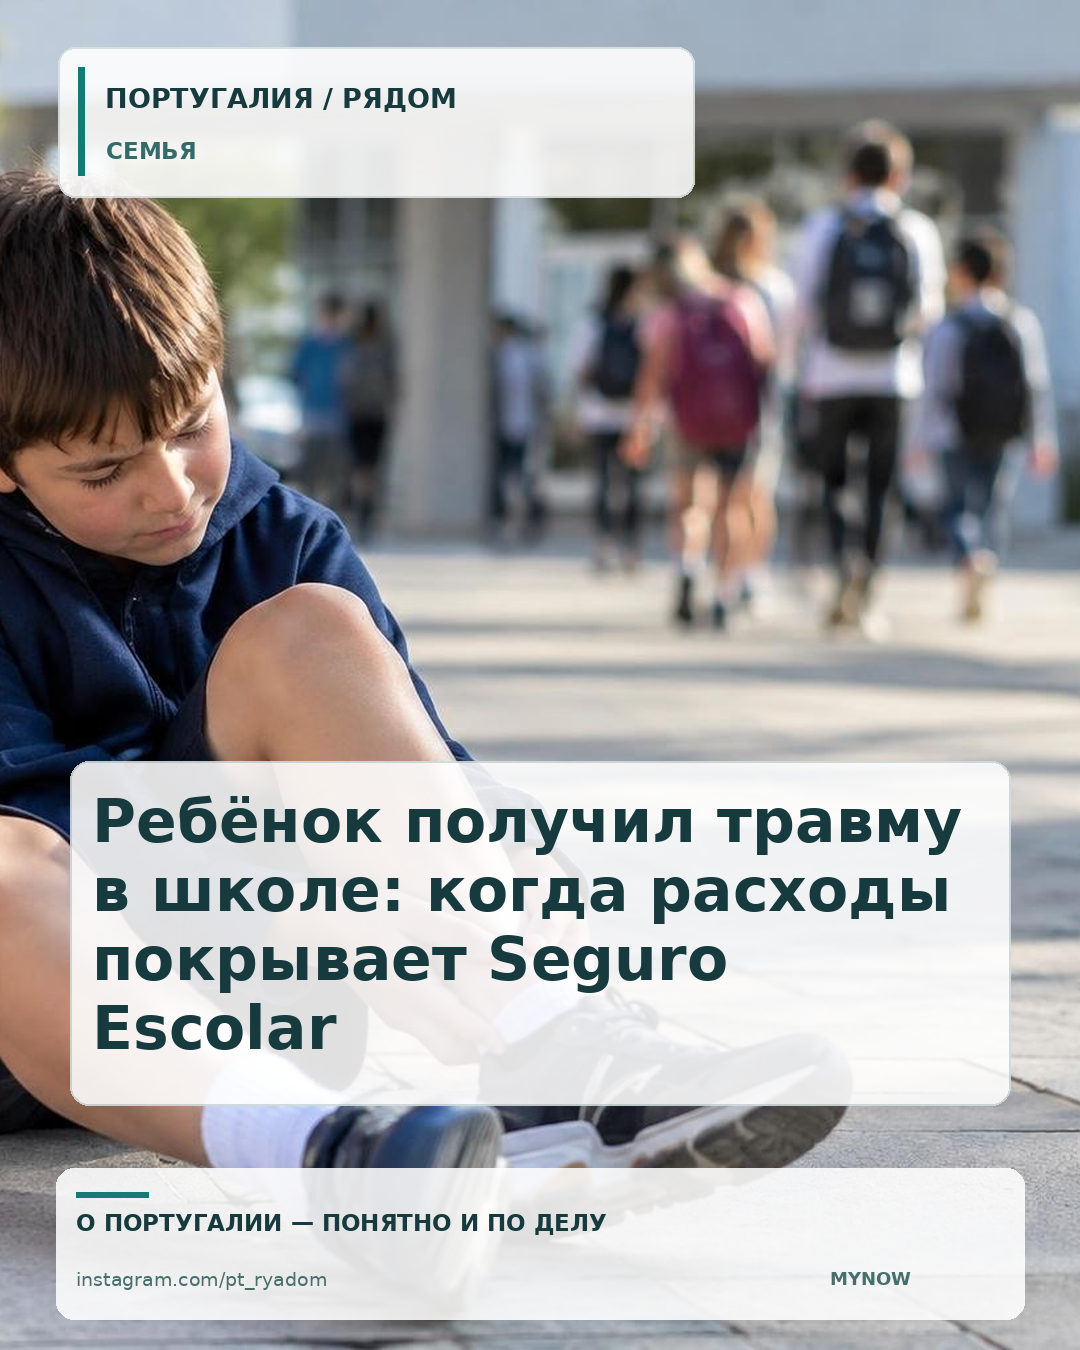 ПОРТУГАЛИЯ / РЯДОМ
СЕМЬЯ
Ребёнок получил травму
в школе: когда расходы
покрывает Seguro
Escolar
О ПОРТУГАЛИИ — ПОНЯТНО И ПО ДЕЛУ
instagram.com/pt_ryadom
MYNOW